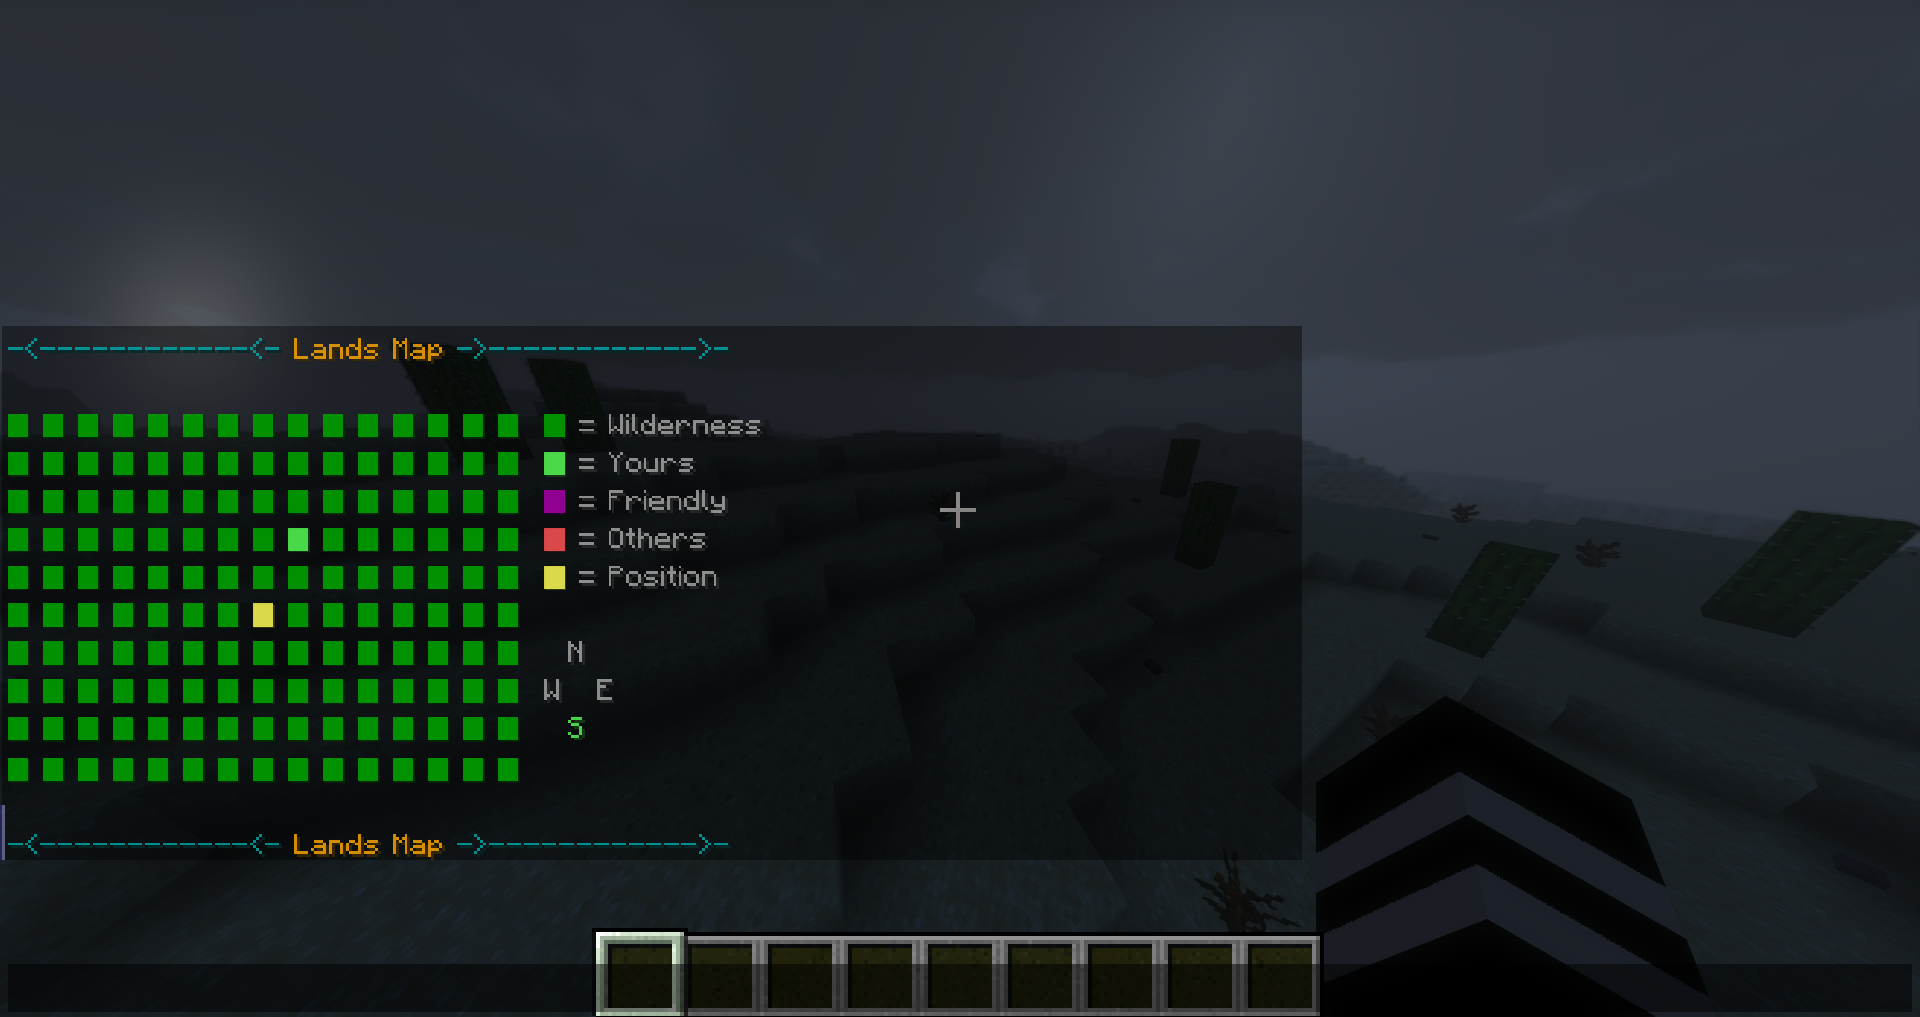 -<------------<- Lands Map ->------------>-
= Wilderness
= Yours
= Friendly
= Others
= Position
N
W E
S
-<------------<- Lands Map ->------------>-